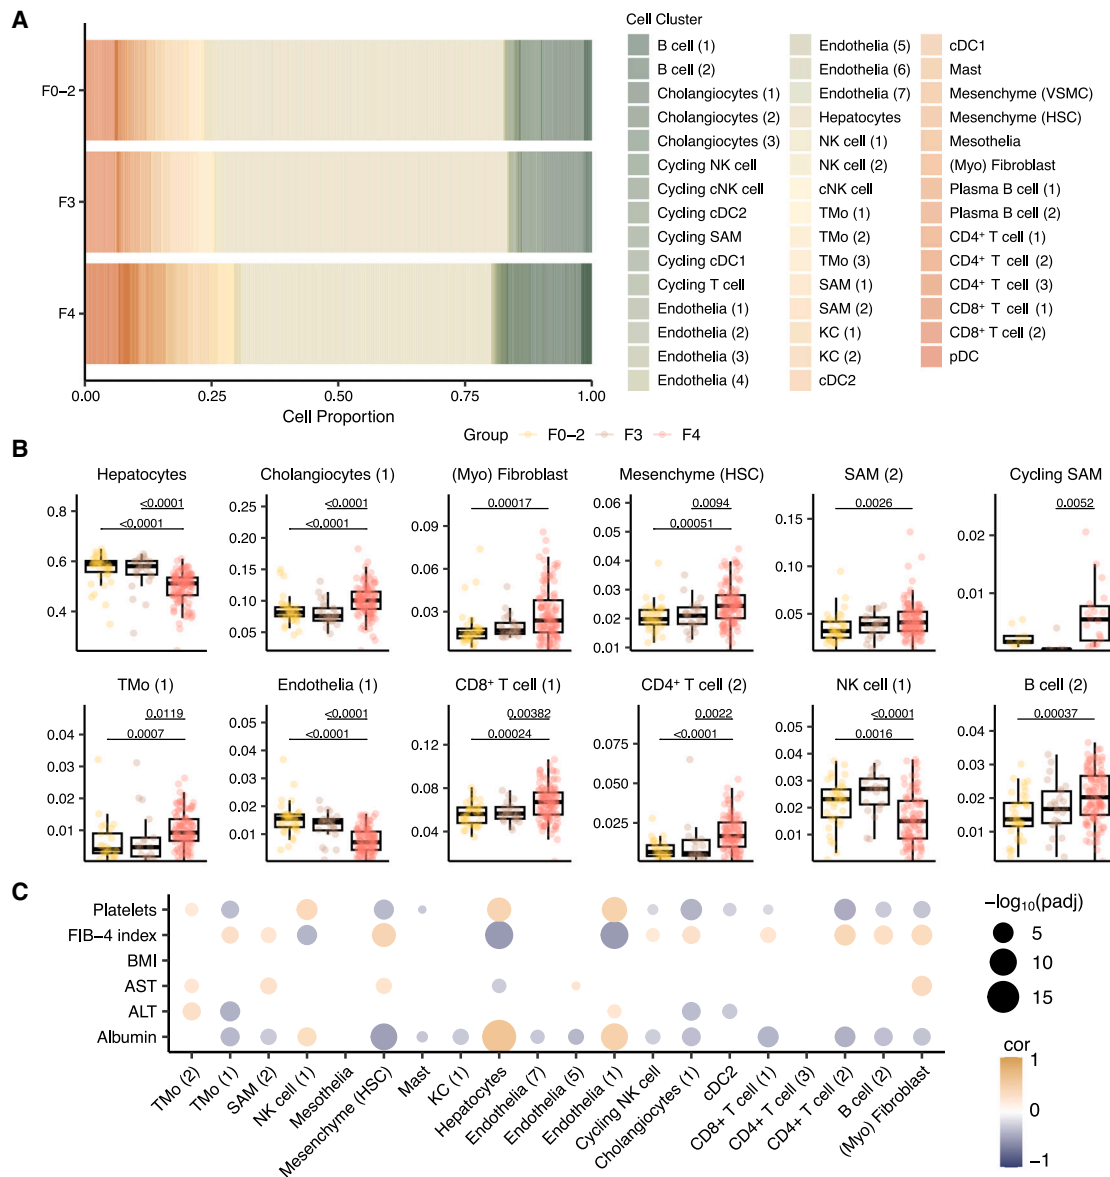 A
Cell Cluster
F0−2
F3
F4
0.00
0.25
0.50
0.75
1.00
Cell Proportion
B cell (1)
B cell (2)
Cholangiocytes (1)
Cholangiocytes (2)
Cholangiocytes (3)
Cycling NK cell
Cycling cNK cell
Cycling cDC2
Cycling SAM
Cycling cDC1
Cycling T cell
Endothelia (1)
Endothelia (2)
Endothelia (3)
Endothelia (4)
Endothelia (5)
Endothelia (6)
Endothelia (7)
Hepatocytes
NK cell (1)
NK cell (2)
cNK cell
TMo (1)
TMo (2)
TMo (3)
SAM (1)
SAM (2)
KC (1)
KC (2)
cDC2
cDC1
Mast
Mesenchyme (VSMC)
Mesenchyme (HSC)
Mesothelia
(Myo) Fibroblast
Plasma B cell (1)
Plasma B cell (2)
CD4⁺ T cell (1)
CD4⁺ T cell (2)
CD4⁺ T cell (3)
CD8⁺ T cell (1)
CD8⁺ T cell (2)
pDC
Group F0−2 F3 F4
B
Hepatocytes
<0.0001
<0.0001
0.8
0.6
0.4
Cholangiocytes (1)
<0.0001
<0.0001
0.25
0.20
0.15
0.10
0.05
(Myo) Fibroblast
0.00017
0.09
0.06
0.03
Mesenchyme (HSC)
0.0094
0.00051
0.06
0.05
0.04
0.03
0.02
0.01
SAM (2)
0.0026
0.15
0.10
0.05
Cycling SAM
0.0052
0.02
0.01
TMo (1)
0.0119
0.0007
0.04
0.03
0.02
0.01
Endothelia (1)
<0.0001
<0.0001
0.05
0.04
0.03
0.02
0.01
CD8⁺ T cell (1)
0.00382
0.00024
0.12
0.08
0.04
CD4⁺ T cell (2)
0.0022
<0.0001
0.075
0.050
0.025
NK cell (1)
<0.0001
0.0016
0.05
0.04
0.03
0.02
0.01
B cell (2)
0.00037
0.04
0.03
0.02
0.01
C
Platelets
FIB−4 index
BMI
AST
ALT
Albumin
TMo (2)
TMo (1)
SAM (2)
NK cell (1)
Mesothelia
Mesenchyme (HSC)
Mast
KC (1)
Hepatocytes
Endothelia (7)
Endothelia (5)
Endothelia (1)
Cycling NK cell
Cholangiocytes (1)
cDC2
CD8+ T cell (1)
CD4+ T cell (3)
CD4+ T cell (2)
B cell (2)
(Myo) Fibroblast
−log₁₀(padj)
5
10
15
cor
1
0
−1